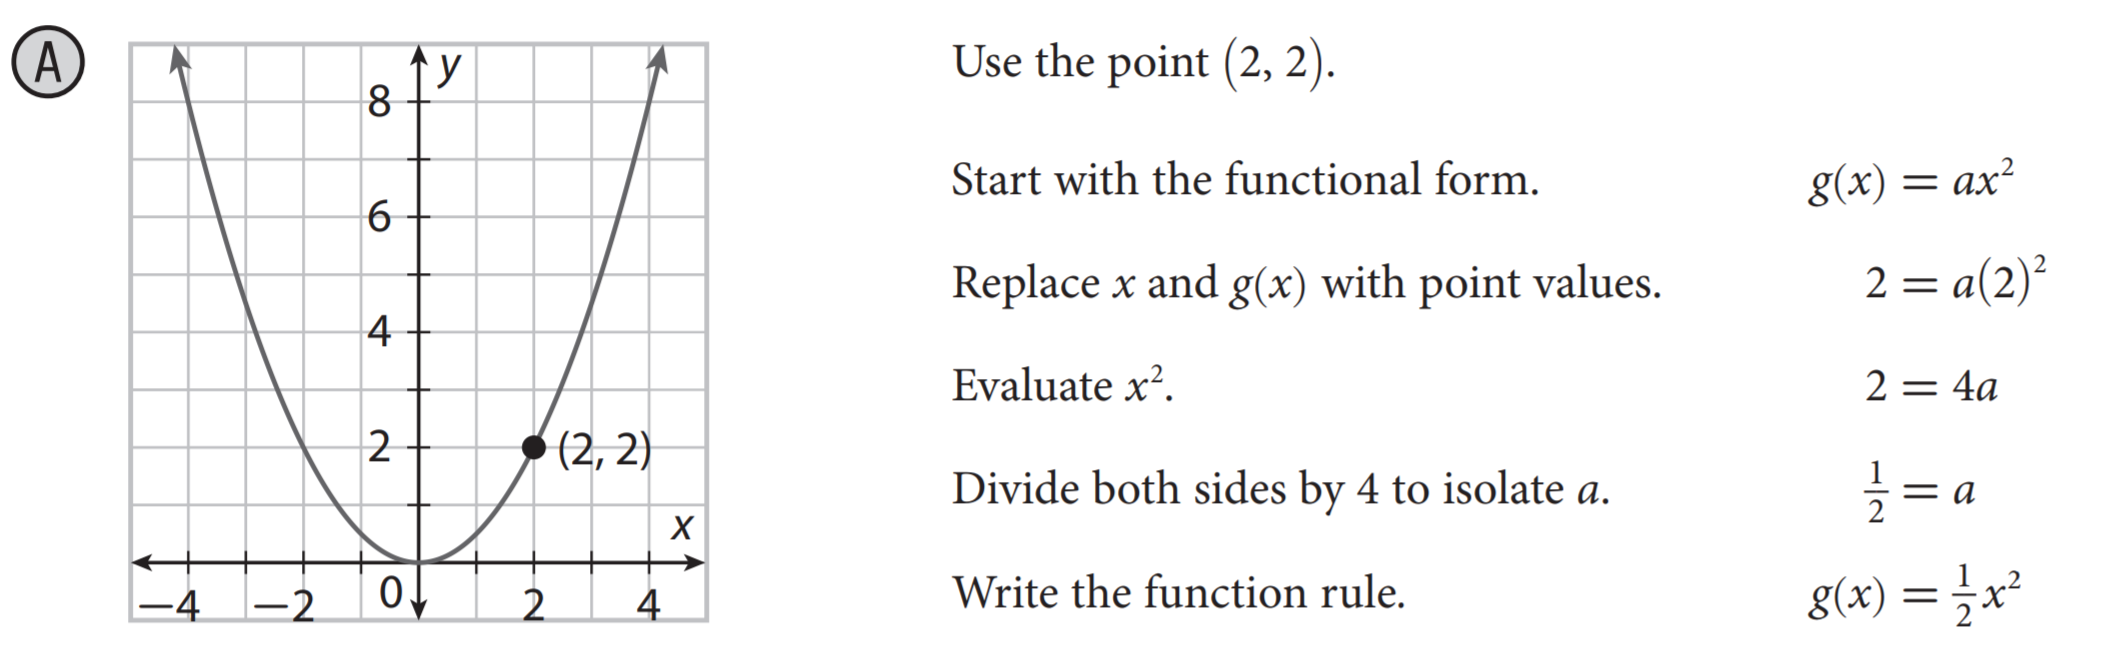 A
y
8
6
4
2
(2, 2)
x
−4 −2 0 2 4
Use the point (2, 2).
Start with the functional form. g(x) = ax²
Replace x and g(x) with point values. 2 = a(2)²
Evaluate x². 2 = 4a
Divide both sides by 4 to isolate a. 1/2 = a
Write the function rule. g(x) = 1/2 x²